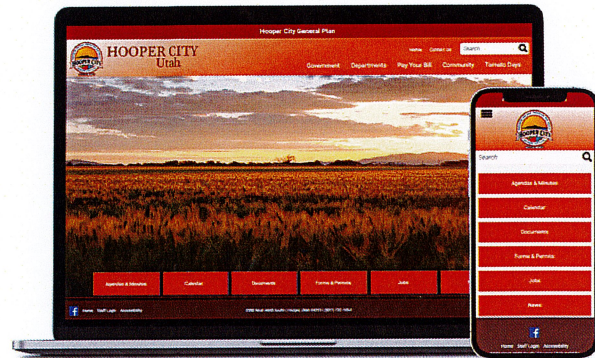 Hooper City General Plan
HOOPER CITY
Utah
Home Contact Us Search
Government Departments Pay Your Bill Community Tomato Days
Agendas & Minutes Calendar Documents Forms & Permits Jobs
Home Staff Login Accessibility
HOOPER CITY
Search
Agendas & Minutes
Calendar
Documents
Forms & Permits
Jobs
News
Home Staff Login Accessibility